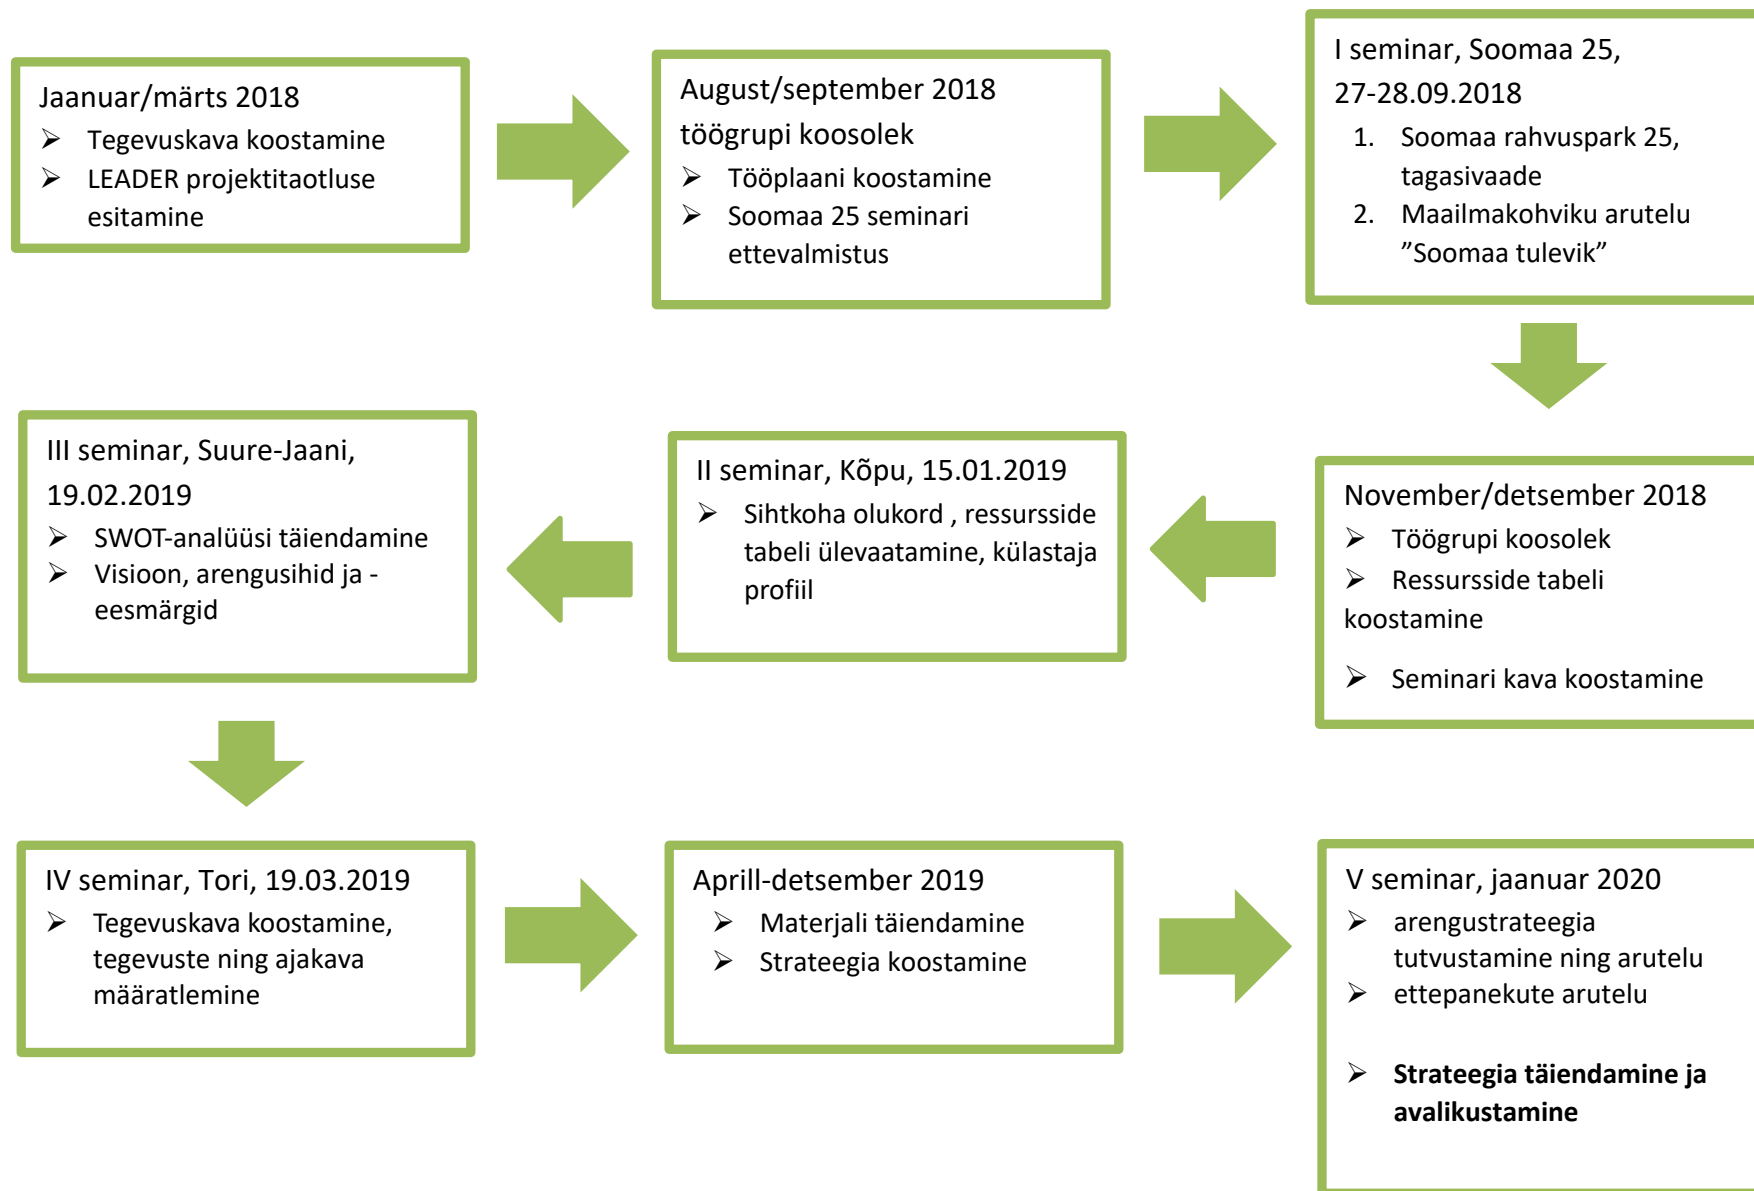 Jaanuar/märts 2018
➢ Tegevuskava koostamine
➢ LEADER projektitaotluse
esitamine
August/september 2018
töögrupi koosolek
➢ Tööplaani koostamine
➢ Soomaa 25 seminari
ettevalmistus
I seminar, Soomaa 25,
27-28.09.2018
1. Soomaa rahvuspark 25,
tagasivaade
2. Maailmakohviku arutelu
”Soomaa tulevik”
November/detsember 2018
➢ Töögrupi koosolek
➢ Ressursside tabeli
koostamine
➢ Seminari kava koostamine
II seminar, Kõpu, 15.01.2019
➢ Sihtkoha olukord , ressursside
tabeli ülevaatamine, külastaja
profiil
III seminar, Suure-Jaani,
19.02.2019
➢ SWOT-analüüsi täiendamine
➢ Visioon, arengusihid ja -
eesmärgid
IV seminar, Tori, 19.03.2019
➢ Tegevuskava koostamine,
tegevuste ning ajakava
määratlemine
Aprill-detsember 2019
➢ Materjali täiendamine
➢ Strateegia koostamine
V seminar, jaanuar 2020
➢ arengustrateegia
tutvustamine ning arutelu
➢ ettepanekute arutelu
➢ Strateegia täiendamine ja
avalikustamine